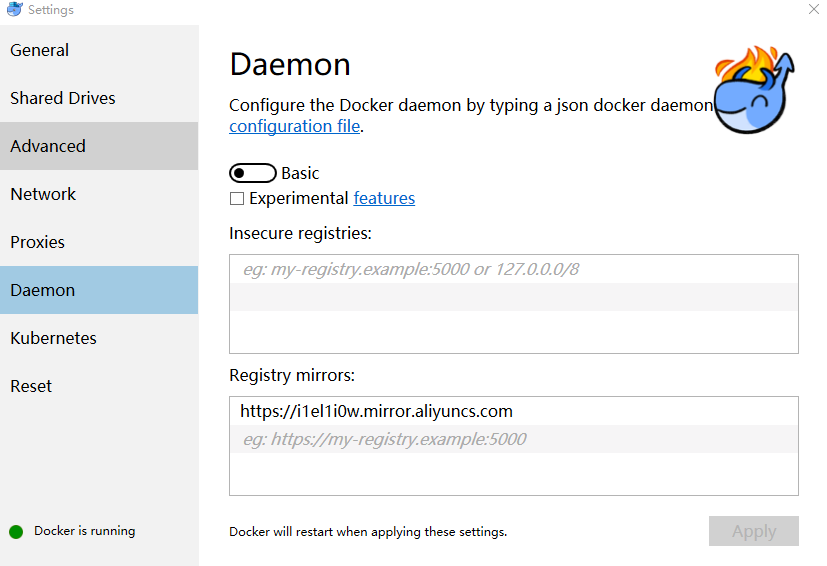 Settings
General
Shared Drives
Advanced
Network
Proxies
Daemon
Kubernetes
Reset
Docker is running
Daemon
Configure the Docker daemon by typing a json docker daemon
configuration file.
Basic
Experimental features
Insecure registries:
eg: my-registry.example:5000 or 127.0.0.0/8
Registry mirrors:
https://i1el1i0w.mirror.aliyuncs.com
eg: https://my-registry.example:5000
Docker will restart when applying these settings.
Apply